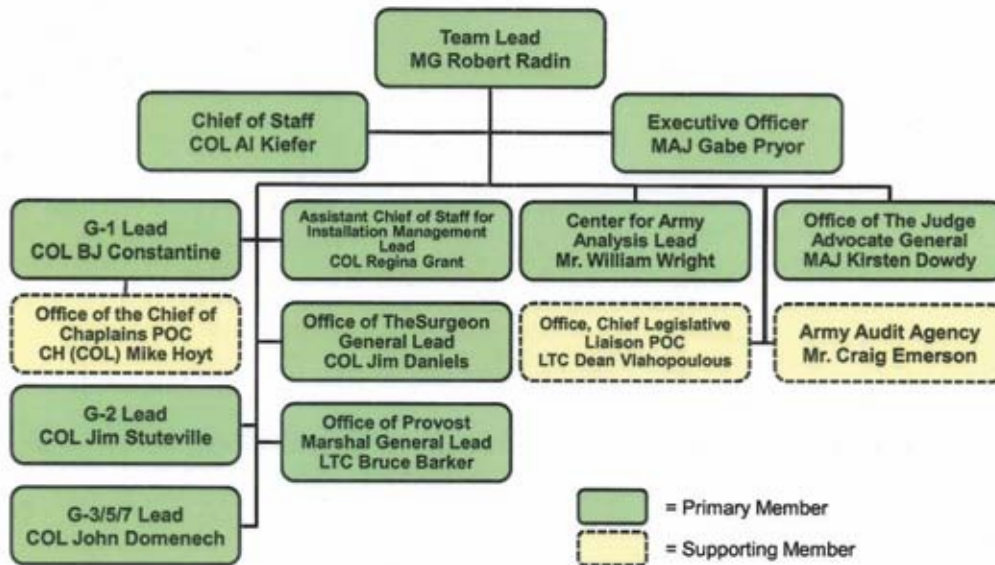 Team Lead
MG Robert Radin
Chief of Staff
COL Al Kiefer
Executive Officer
MAJ Gabe Pryor
G-1 Lead
COL BJ Constantine
Assistant Chief of Staff for
Installation Management
Lead
COL Regina Grant
Center for Army
Analysis Lead
Mr. William Wright
Office of The Judge
Advocate General
MAJ Kirsten Dowdy
Office of the Chief of
Chaplains POC
CH (COL) Mike Hoyt
Office of TheSurgeon
General Lead
COL Jim Daniels
Office, Chief Legislative
Liaison POC
LTC Dean Vlahopoulous
Army Audit Agency
Mr. Craig Emerson
G-2 Lead
COL Jim Stuteville
Office of Provost
Marshal General Lead
LTC Bruce Barker
G-3/5/7 Lead
COL John Domenech
= Primary Member
= Supporting Member